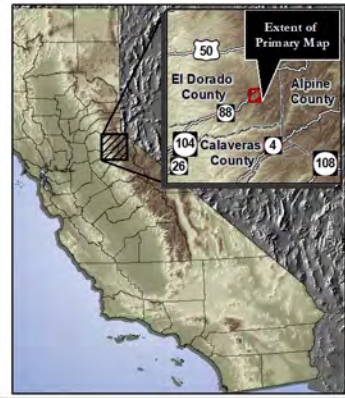 Extent of
Primary Map
50
El Dorado
County
Alpine
County
88
104
Calaveras
County
4
26
108